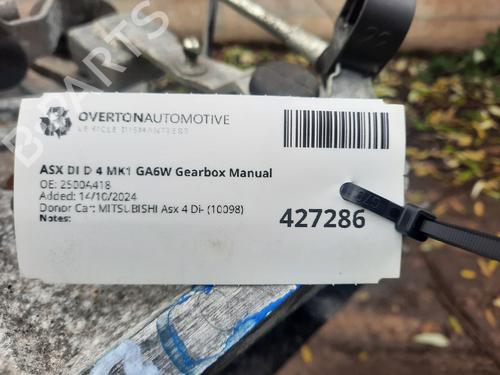 B-PARTS
OVERTONAUTOMOTIVE
VEHICLE DISMANTLERS
ASX DI D 4 MK1 GA6W Gearbox Manual
OE: 2500A418
Added: 14/10/2024
Donor Car: MITSUBISHI Asx 4 Di- (10098)
Notes:
427286